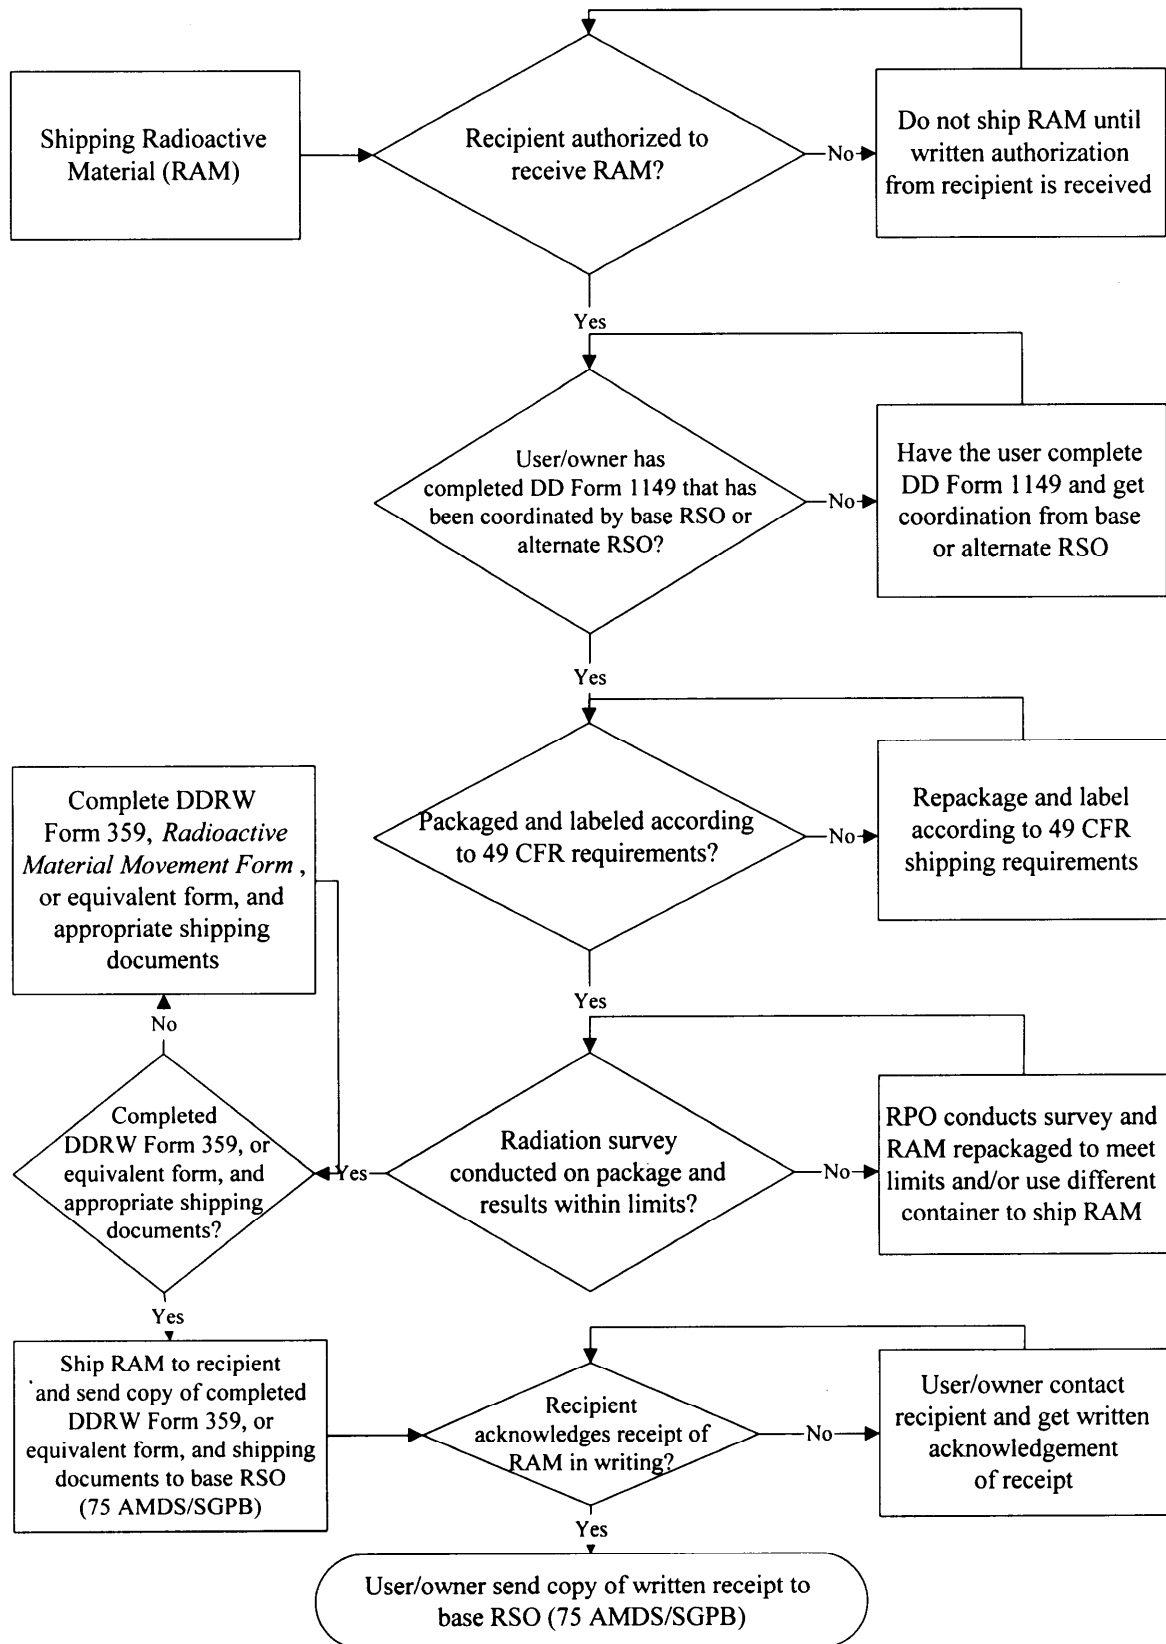 Shipping Radioactive
Material (RAM)
Recipient authorized to
receive RAM?
No
Do not ship RAM until
written authorization
from recipient is received
Yes
User/owner has
completed DD Form 1149 that has
been coordinated by base RSO or
alternate RSO?
No
Have the user complete
DD Form 1149 and get
coordination from base
or alternate RSO
Yes
Packaged and labeled according
to 49 CFR requirements?
No
Repackage and label
according to 49 CFR
shipping requirements
Yes
Radiation survey
conducted on package and
results within limits?
No
RPO conducts survey and
RAM repackaged to meet
limits and/or use different
container to ship RAM
Yes
Completed
DDRW Form 359, or
equivalent form, and
appropriate shipping
documents?
No
Complete DDRW
Form 359, Radioactive
Material Movement Form ,
or equivalent form, and
appropriate shipping
documents
Yes
Ship RAM to recipient
and send copy of completed
DDRW Form 359, or
equivalent form, and shipping
documents to base RSO
(75 AMDS/SGPB)
Recipient
acknowledges receipt of
RAM in writing?
No
User/owner contact
recipient and get written
acknowledgement
of receipt
Yes
User/owner send copy of written receipt to
base RSO (75 AMDS/SGPB)